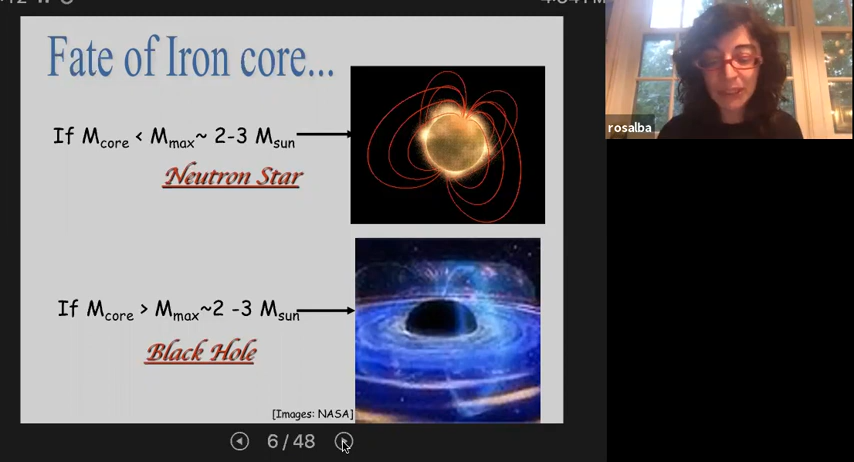 Fate of Iron core...
If Mcore < Mmax~ 2-3 Msun
Neutron Star
If Mcore > Mmax~2 -3 Msun
Black Hole
[Images: NASA]
6 / 48
rosalba